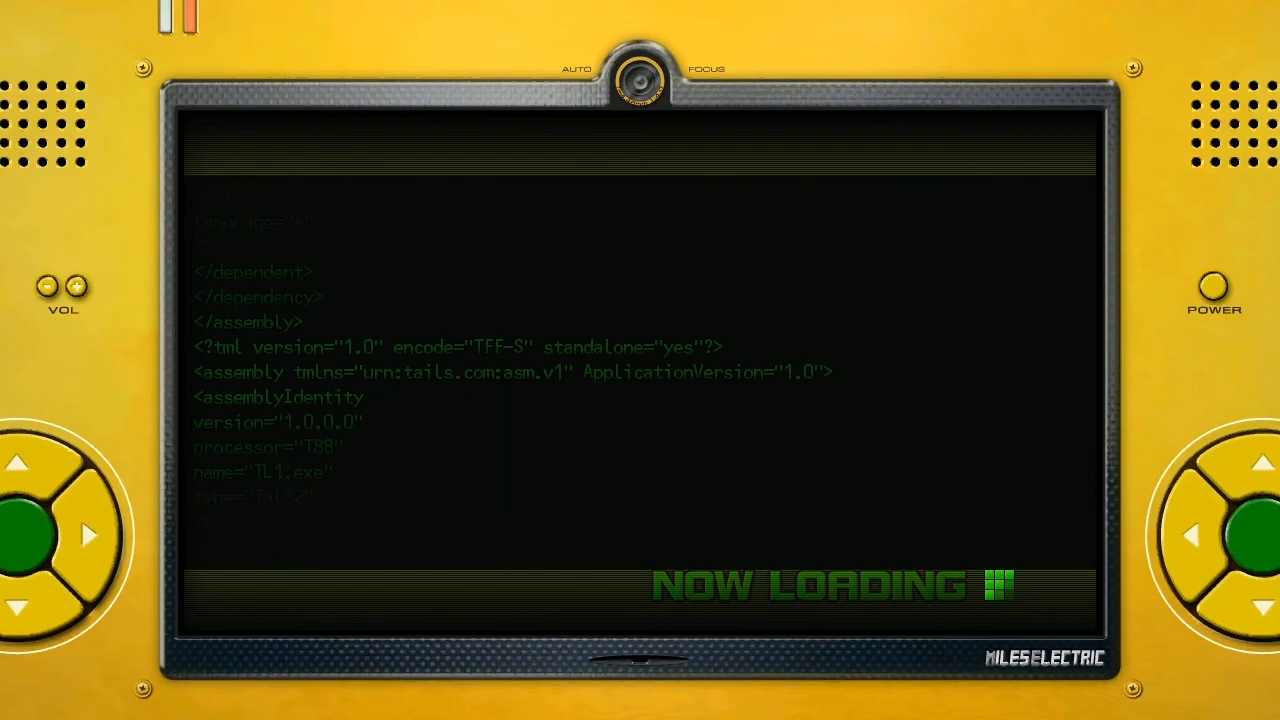 AUTO FOCUS
language="*"
</dependent>
</dependency>
</assembly>
<?tml version="1.0" encode="TFF-S" standalone="yes"?>
<assembly tmlns="urn:tails.com:asm.v1" ApplicationVersion="1.0">
<assemblyIdentity
version="1.0.0.0"
processor="T88"
name="TL1.exe"
VOL
POWER
NOW LOADING
MILESELECTRIC